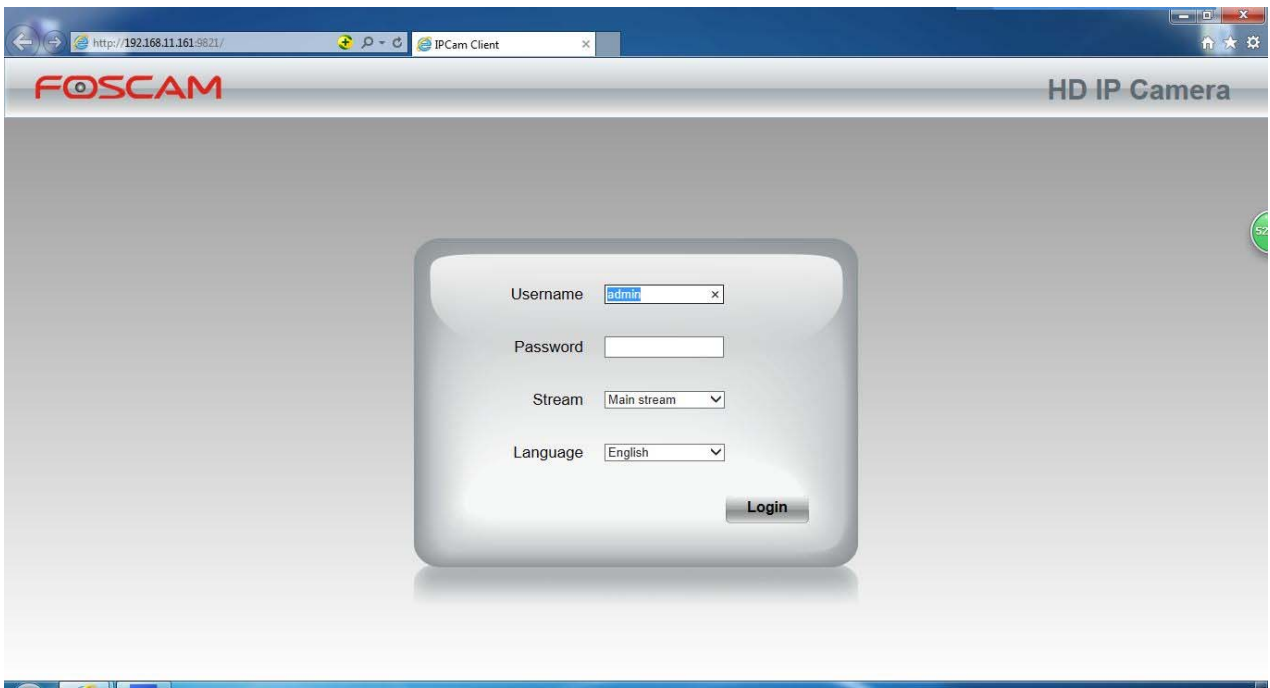 http://192.168.11.161:9821/
IPCam Client
FOSCAM
HD IP Camera
52
Username admin
Password
Stream Main stream
Language English
Login